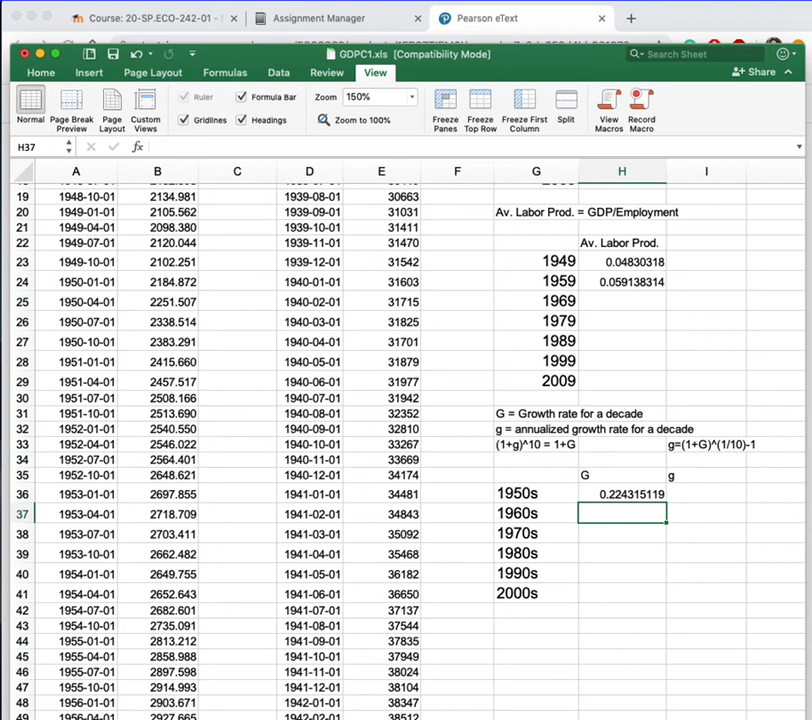 Course: 20-SP.ECO-242-01 - Assignment Manager Pearson eText
GDPC1.xls [Compatibility Mode] Search Sheet
Home Insert Page Layout Formulas Data Review View Share
Ruler Formula Bar Zoom 150%
Gridlines Headings Zoom to 100%
Normal Page Break Preview Page Layout Custom Views Freeze Panes Freeze Top Row Freeze First Column Split View Macros Record Macro
H37 fx
A B C D E F G H I
19 1948-10-01 2134.981 1939-08-01 30663
20 1949-01-01 2105.562 1939-09-01 31031 Av. Labor Prod. = GDP/Employment
21 1949-04-01 2098.380 1939-10-01 31411
22 1949-07-01 2120.044 1939-11-01 31470 Av. Labor Prod.
23 1949-10-01 2102.251 1939-12-01 31542 1949 0.04830318
24 1950-01-01 2184.872 1940-01-01 31603 1959 0.059138314
25 1950-04-01 2251.507 1940-02-01 31715 1969
26 1950-07-01 2338.514 1940-03-01 31825 1979
27 1950-10-01 2383.291 1940-04-01 31701 1989
28 1951-01-01 2415.660 1940-05-01 31879 1999
29 1951-04-01 2457.517 1940-06-01 31977 2009
30 1951-07-01 2508.166 1940-07-01 31942
31 1951-10-01 2513.690 1940-08-01 32352 G = Growth rate for a decade
32 1952-01-01 2540.550 1940-09-01 32810 g = annualized growth rate for a decade
33 1952-04-01 2546.022 1940-10-01 33267 (1+g)^10 = 1+G g=(1+G)^(1/10)-1
34 1952-07-01 2564.401 1940-11-01 33669
35 1952-10-01 2648.621 1940-12-01 34174 G g
36 1953-01-01 2697.855 1941-01-01 34481 1950s 0.224315119
37 1953-04-01 2718.709 1941-02-01 34843 1960s
38 1953-07-01 2703.411 1941-03-01 35092 1970s
39 1953-10-01 2662.482 1941-04-01 35468 1980s
40 1954-01-01 2649.755 1941-05-01 36182 1990s
41 1954-04-01 2652.643 1941-06-01 36650 2000s
42 1954-07-01 2682.601 1941-07-01 37137
43 1954-10-01 2735.091 1941-08-01 37544
44 1955-01-01 2813.212 1941-09-01 37835
45 1955-04-01 2858.988 1941-10-01 37949
46 1955-07-01 2897.598 1941-11-01 38024
47 1955-10-01 2914.993 1941-12-01 38104
48 1956-01-01 2903.671 1942-01-01 38347
49 1956-04-01 2927.665 1942-02-01 38512